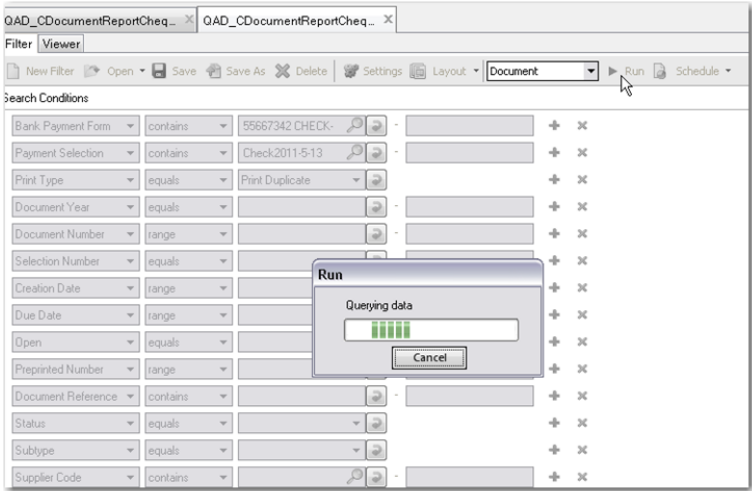 QAD_CDocumentReportCheq... QAD_CDocumentReportCheq...
Filter Viewer
New Filter Open Save Save As Delete Settings Layout Document Run Schedule
Search Conditions
Bank Payment Form contains 55667342 CHECK- -
Payment Selection contains Check2011-5-13 -
Print Type equals Print Duplicate
Document Year equals -
Document Number range -
Selection Number equals
Creation Date range
Due Date range
Open equals
Preprinted Number range
Document Reference contains -
Status equals
Subtype equals
Supplier Code contains -
Run
Querying data
Cancel